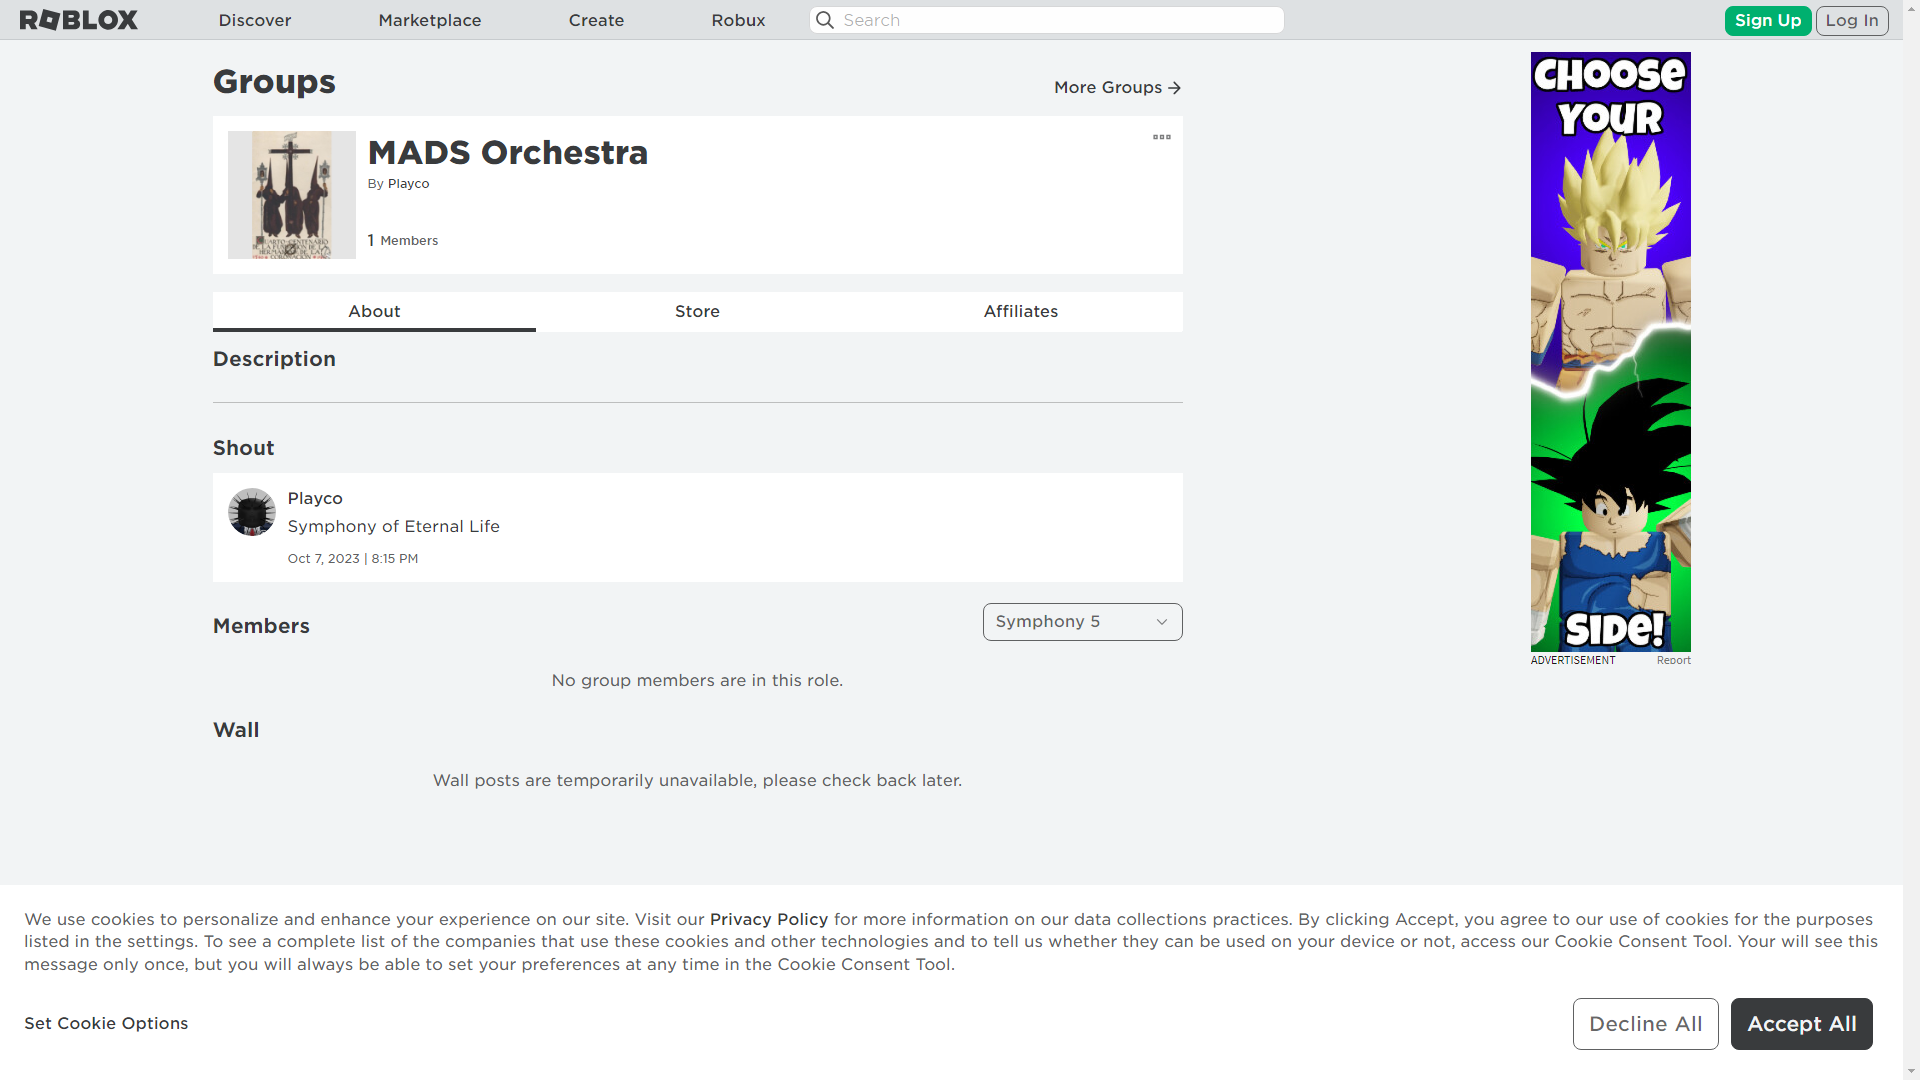 ROBLOX
Discover
Marketplace
Create
Robux
Search
Sign Up
Log In
Groups
More Groups
MADS Orchestra
By Playco
1 Members
About
Store
Affiliates
Description
Shout
Playco
Symphony of Eternal Life
Oct 7, 2023 | 8:15 PM
Members
Symphony 5
No group members are in this role.
Wall
Wall posts are temporarily unavailable, please check back later.
CHOOSE
YOUR
SIDE!
ADVERTISEMENT
Report
We use cookies to personalize and enhance your experience on our site. Visit our Privacy Policy for more information on our data collections practices. By clicking Accept, you agree to our use of cookies for the purposes
listed in the settings. To see a complete list of the companies that use these cookies and other technologies and to tell us whether they can be used on your device or not, access our Cookie Consent Tool. Your will see this
message only once, but you will always be able to set your preferences at any time in the Cookie Consent Tool.
Set Cookie Options
Decline All
Accept All